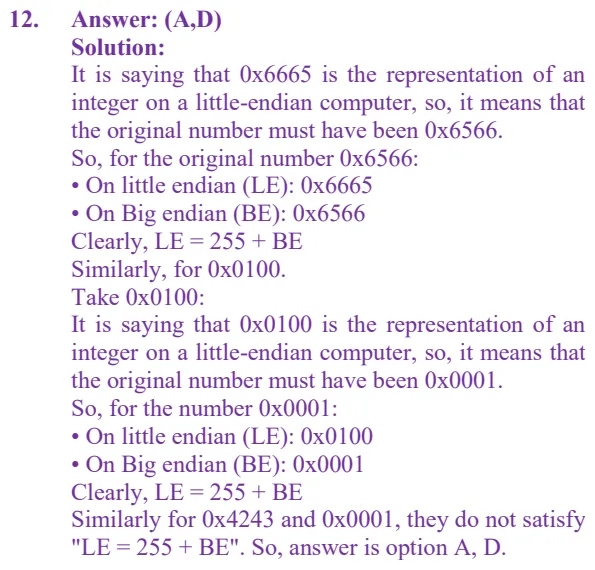 12. Answer: (A,D)
Solution:
It is saying that 0x6665 is the representation of an
integer on a little-endian computer, so, it means that
the original number must have been 0x6566.
So, for the original number 0x6566:
• On little endian (LE): 0x6665
• On Big endian (BE): 0x6566
Clearly, LE = 255 + BE
Similarly, for 0x0100.
Take 0x0100:
It is saying that 0x0100 is the representation of an
integer on a little-endian computer, so, it means that
the original number must have been 0x0001.
So, for the number 0x0001:
• On little endian (LE): 0x0100
• On Big endian (BE): 0x0001
Clearly, LE = 255 + BE
Similarly for 0x4243 and 0x0001, they do not satisfy
"LE = 255 + BE". So, answer is option A, D.